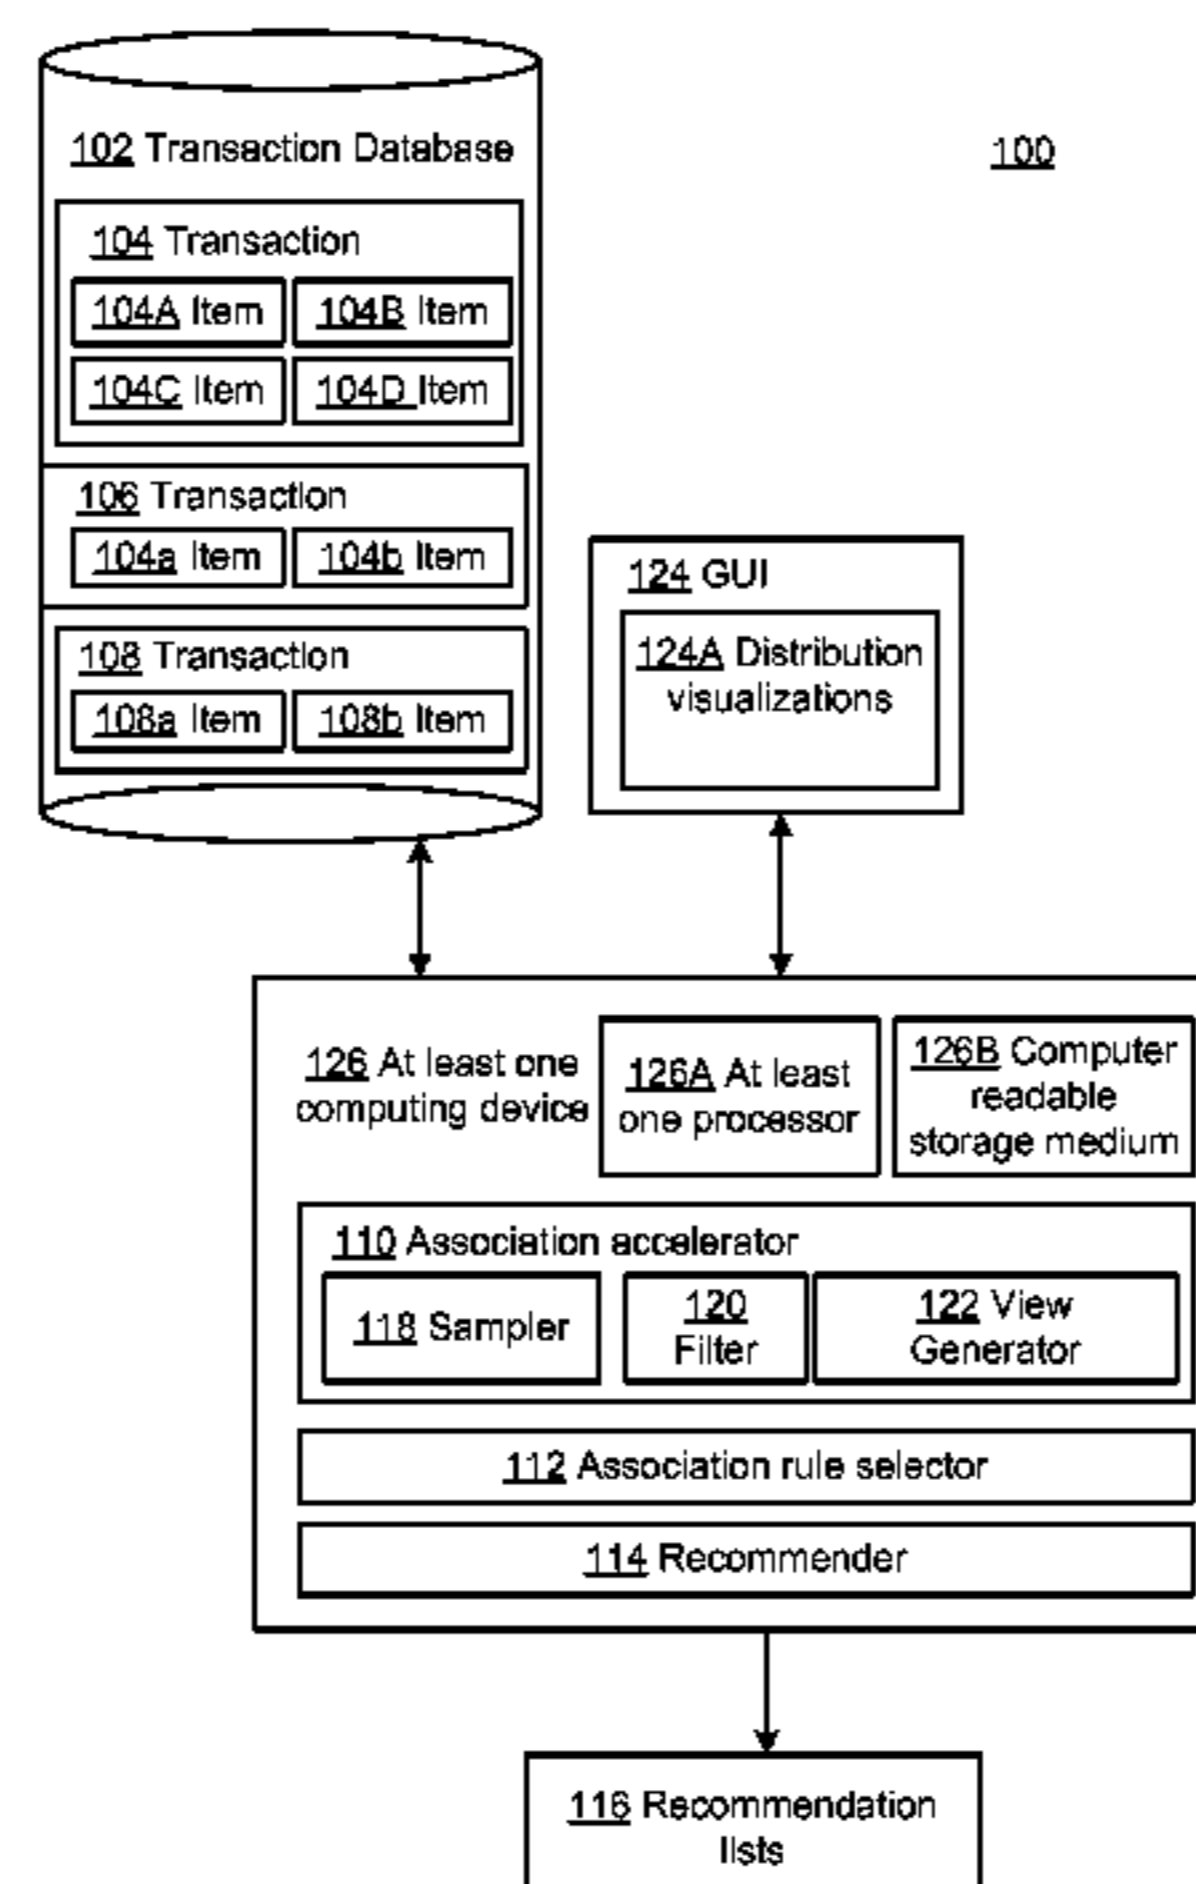 102 Transaction Database
100
104 Transaction
104A Item
104B Item
104C Item
104D Item
106 Transaction
104a Item
104b Item
108 Transaction
108a Item
108b Item
124 GUI
124A Distribution
visualizations
126 At least one
computing device
126A At least
one processor
126B Computer
readable
storage medium
110 Association accelerator
118 Sampler
120
Filter
122 View
Generator
112 Association rule selector
114 Recommender
116 Recommendation
lists